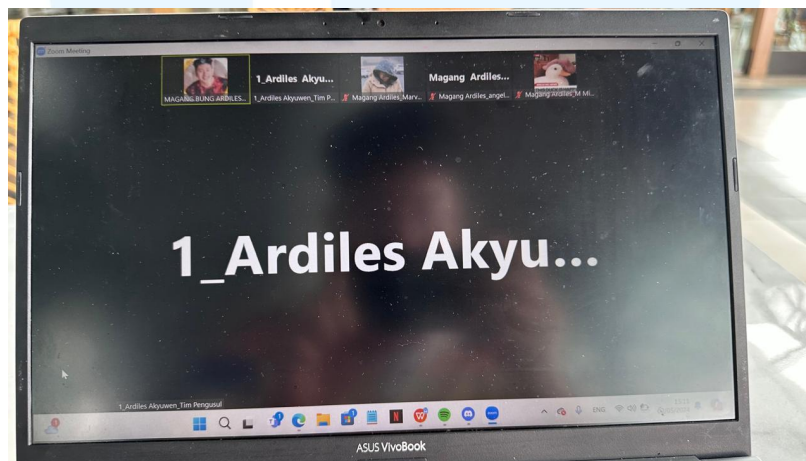 Zoom Meeting
1_Ardiles Akyu...
Magang Ardiles...
MAGANG BUNG ARDILES...
1_Ardiles Akyuwen_Tim P...
Magang Ardiles_Marv...
Magang Ardiles_angel...
Magang Ardiles_M Mi...
1_Ardiles Akyu...
1_Ardiles Akyuwen_Tim Pengusul
ENG
ASUS VivoBook